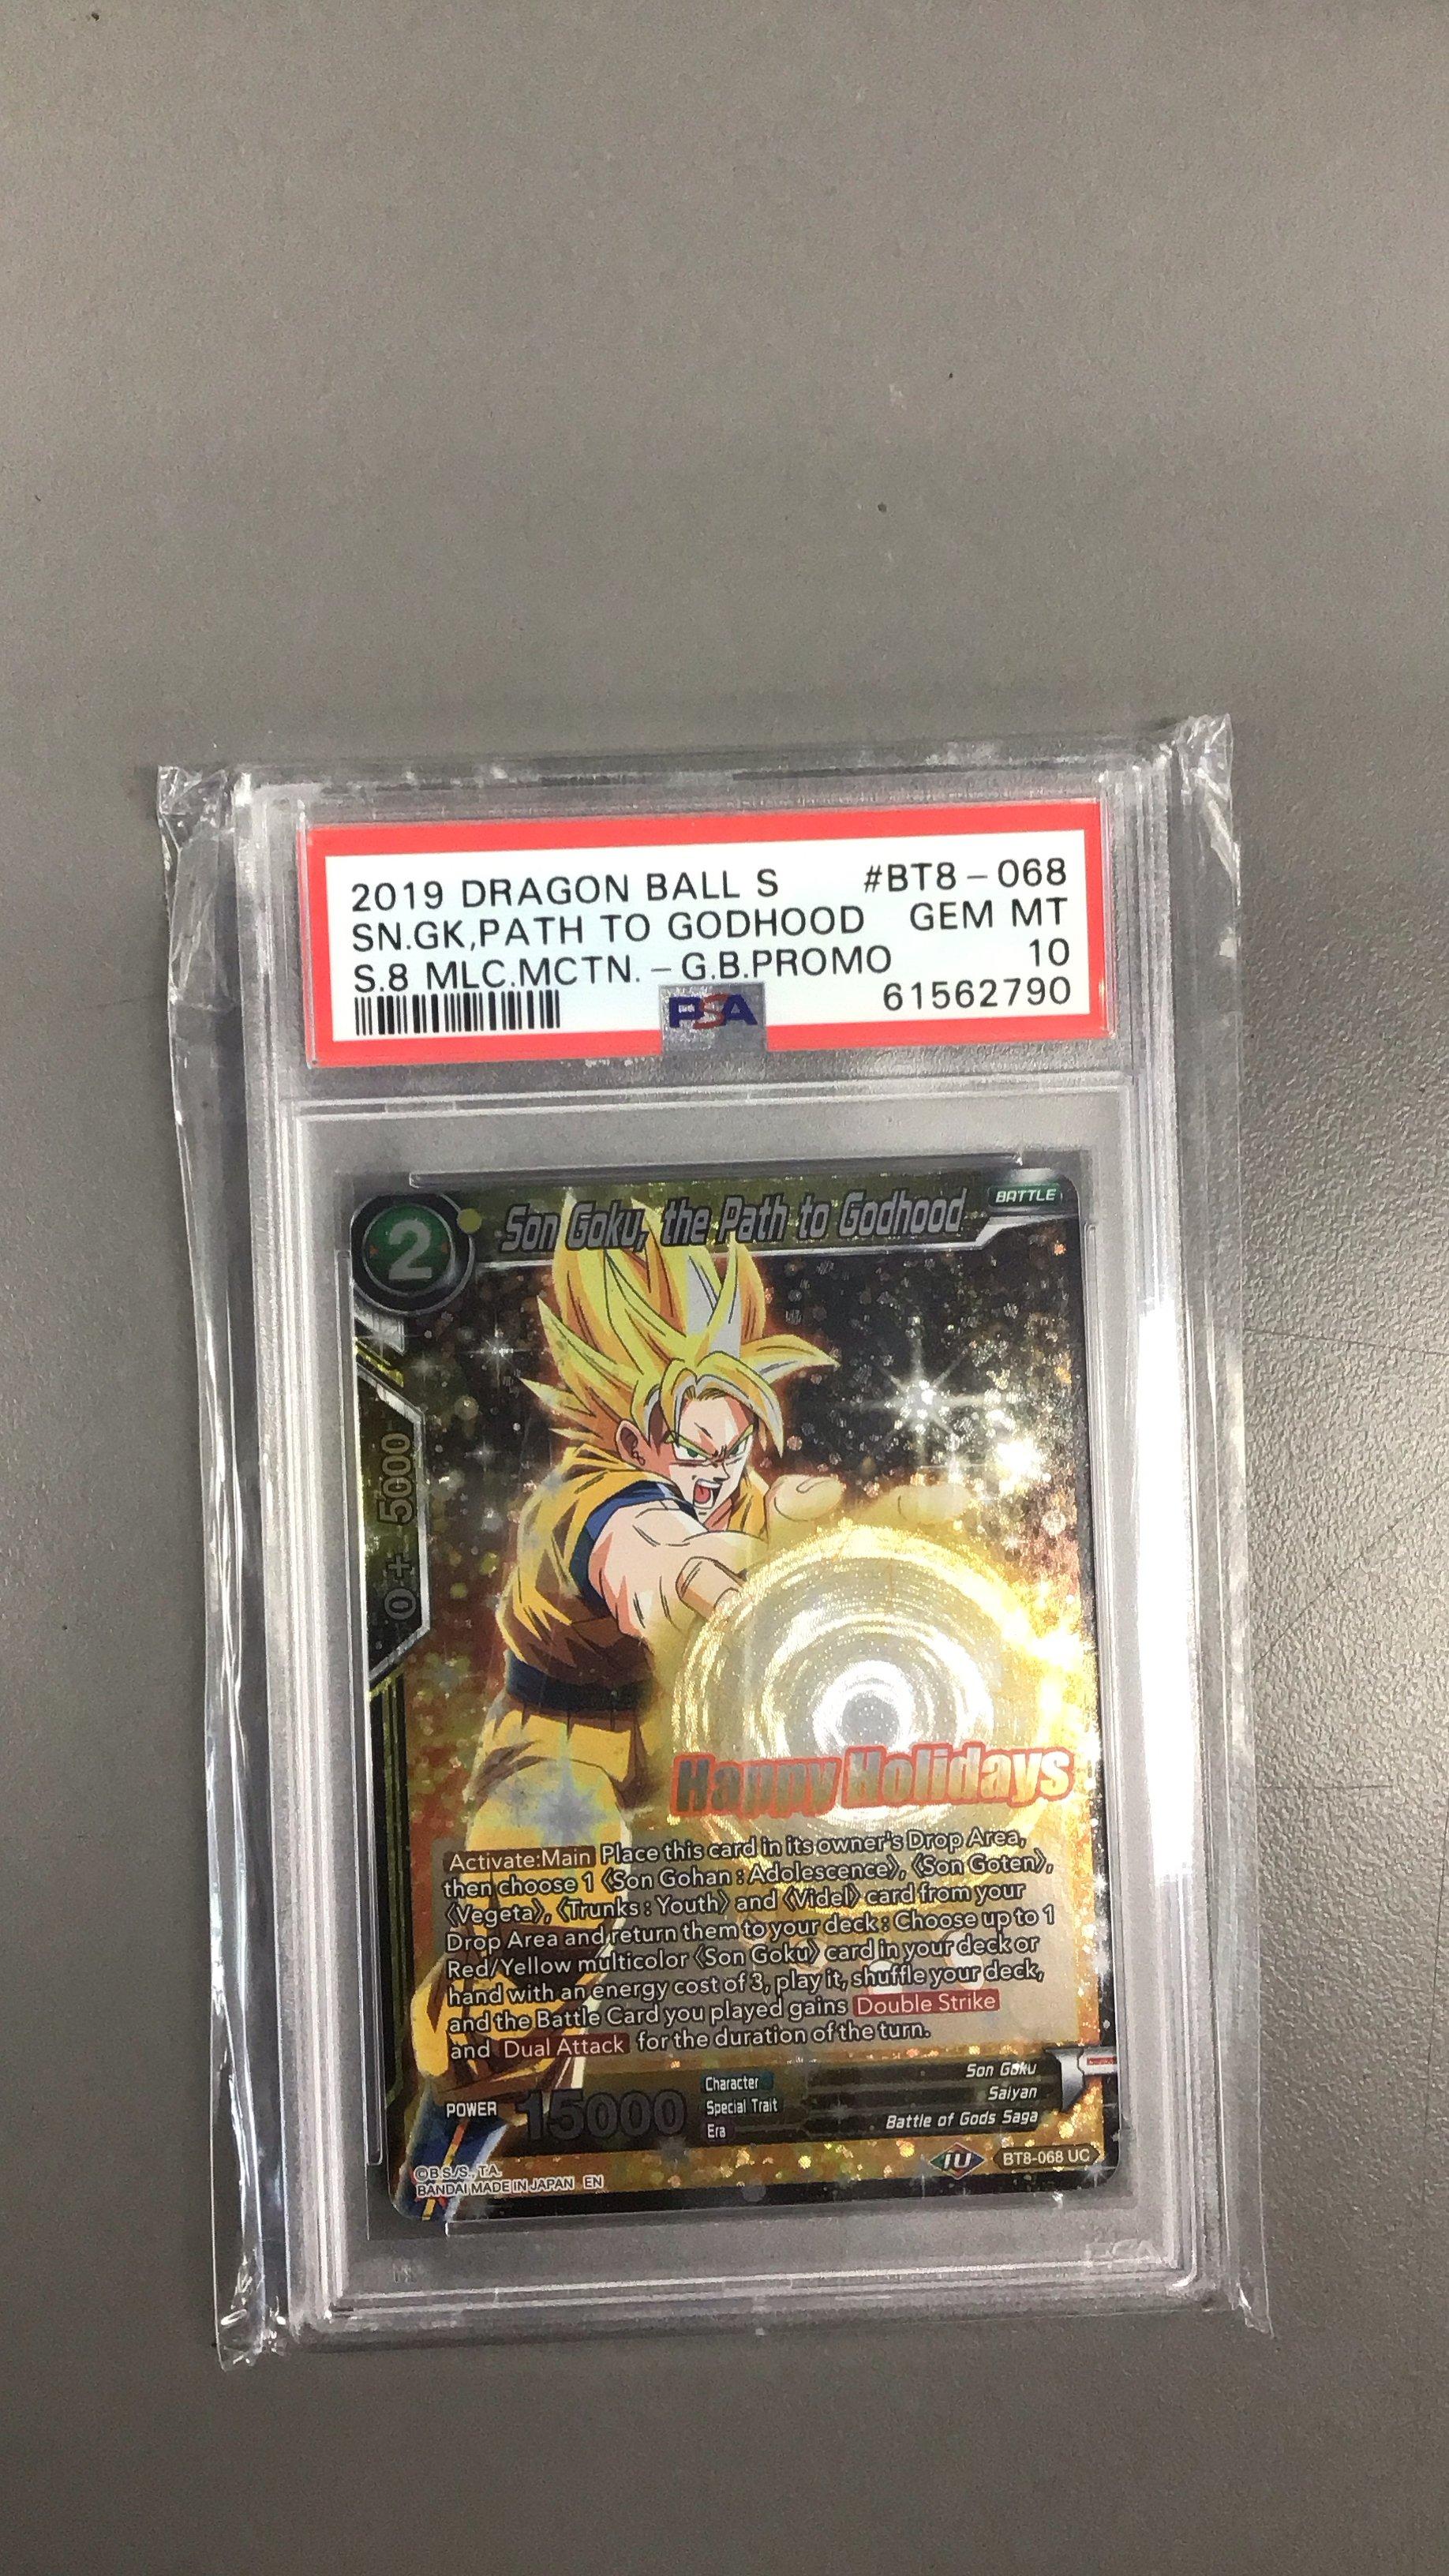 2019 DRAGON BALL S #BT8-068
SN.GK,PATH TO GODHOOD GEM MT
S.8 MLC.MCTN.-G.B.PROMO 10
PSA 61562790
2 Son Goku, the Path to Godhood BATTLE
0+ 5000
Happy Holidays
Activate:Main Place this card in its owner's Drop Area,
then choose 1 《Son Gohan : Adolescence》, 《Son Goten》,
《Vegeta》, 《Trunks : Youth》 and 《Videl》 card from your
Drop Area and return them to your deck : Choose up to 1
Red/Yellow multicolor 《Son Goku》 card in your deck or
hand with an energy cost of 3, play it, shuffle your deck,
and the Battle Card you played gains Double Strike
and Dual Attack for the duration of the turn.
POWER 15000
Character Son Goku
Special Trait Saiyan
Era Battle of Gods Saga
©B.S./S., T.A.
BANDAI MADE IN JAPAN EN
IU BT8-068 UC